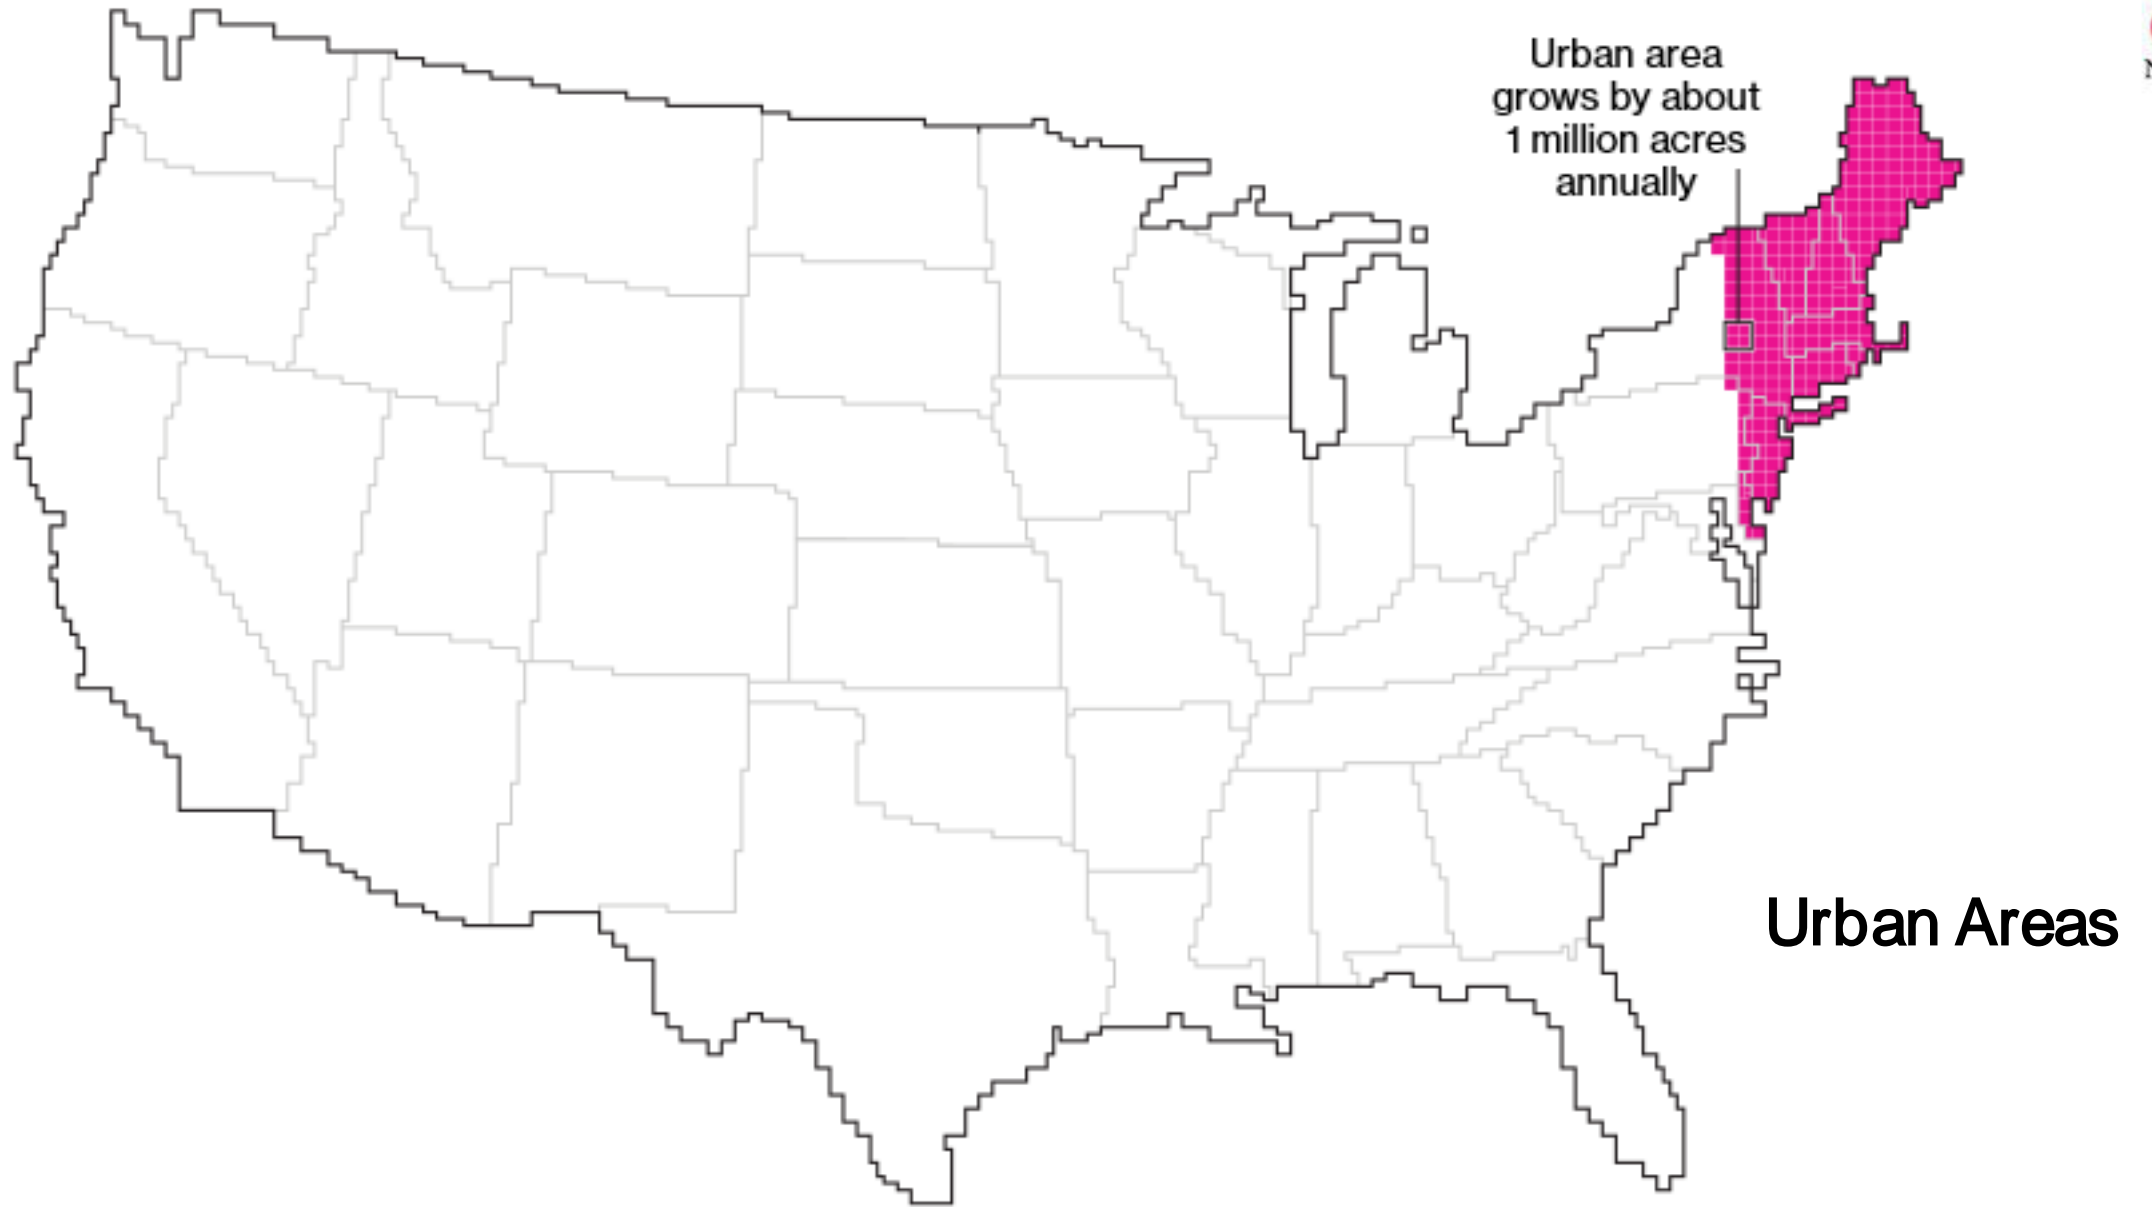 Urban area
grows by about
1 million acres
annually
Urban Areas